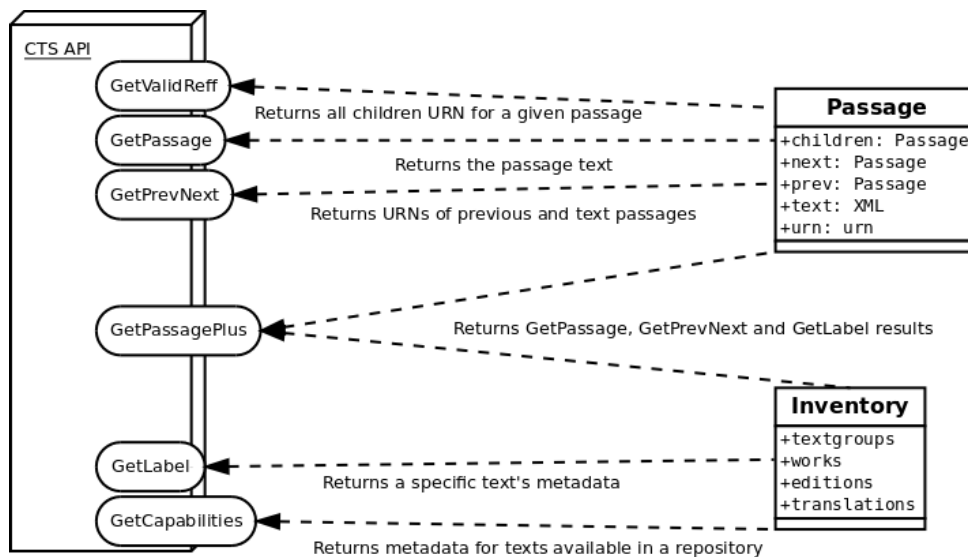 CTS API
GetValidReff
Returns all children URN for a given passage
GetPassage
Returns the passage text
GetPrevNext
Returns URNs of previous and text passages
Passage
+children: Passage
+next: Passage
+prev: Passage
+text: XML
+urn: urn
GetPassagePlus
Returns GetPassage, GetPrevNext and GetLabel results
Inventory
+textgroups
+works
+editions
+translations
GetLabel
Returns a specific text's metadata
GetCapabilities
Returns metadata for texts available in a repository